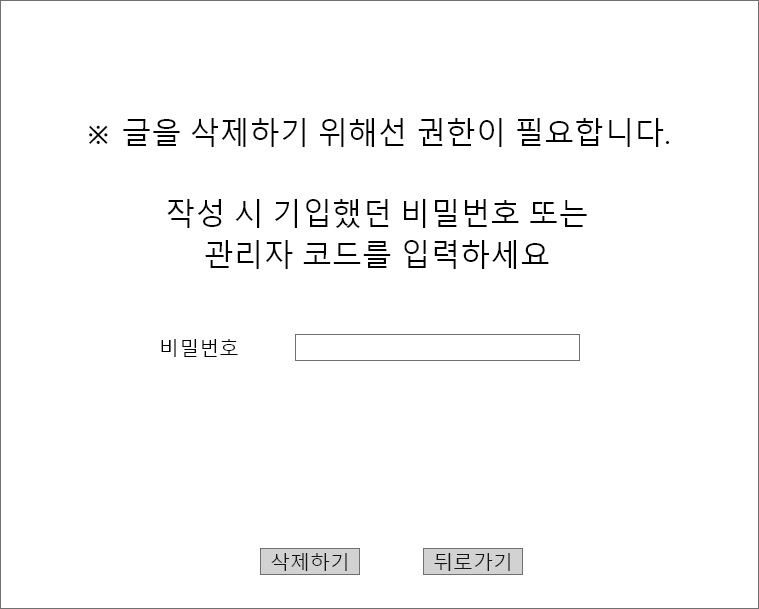 ※ 글을 삭제하기 위해선 권한이 필요합니다.
작성 시 기입했던 비밀번호 또는
관리자 코드를 입력하세요
비밀번호
삭제하기 뒤로가기